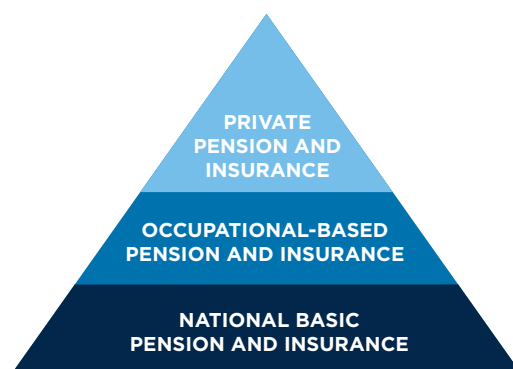 PRIVATE
PENSION AND
INSURANCE
OCCUPATIONAL-BASED
PENSION AND INSURANCE
NATIONAL BASIC
PENSION AND INSURANCE